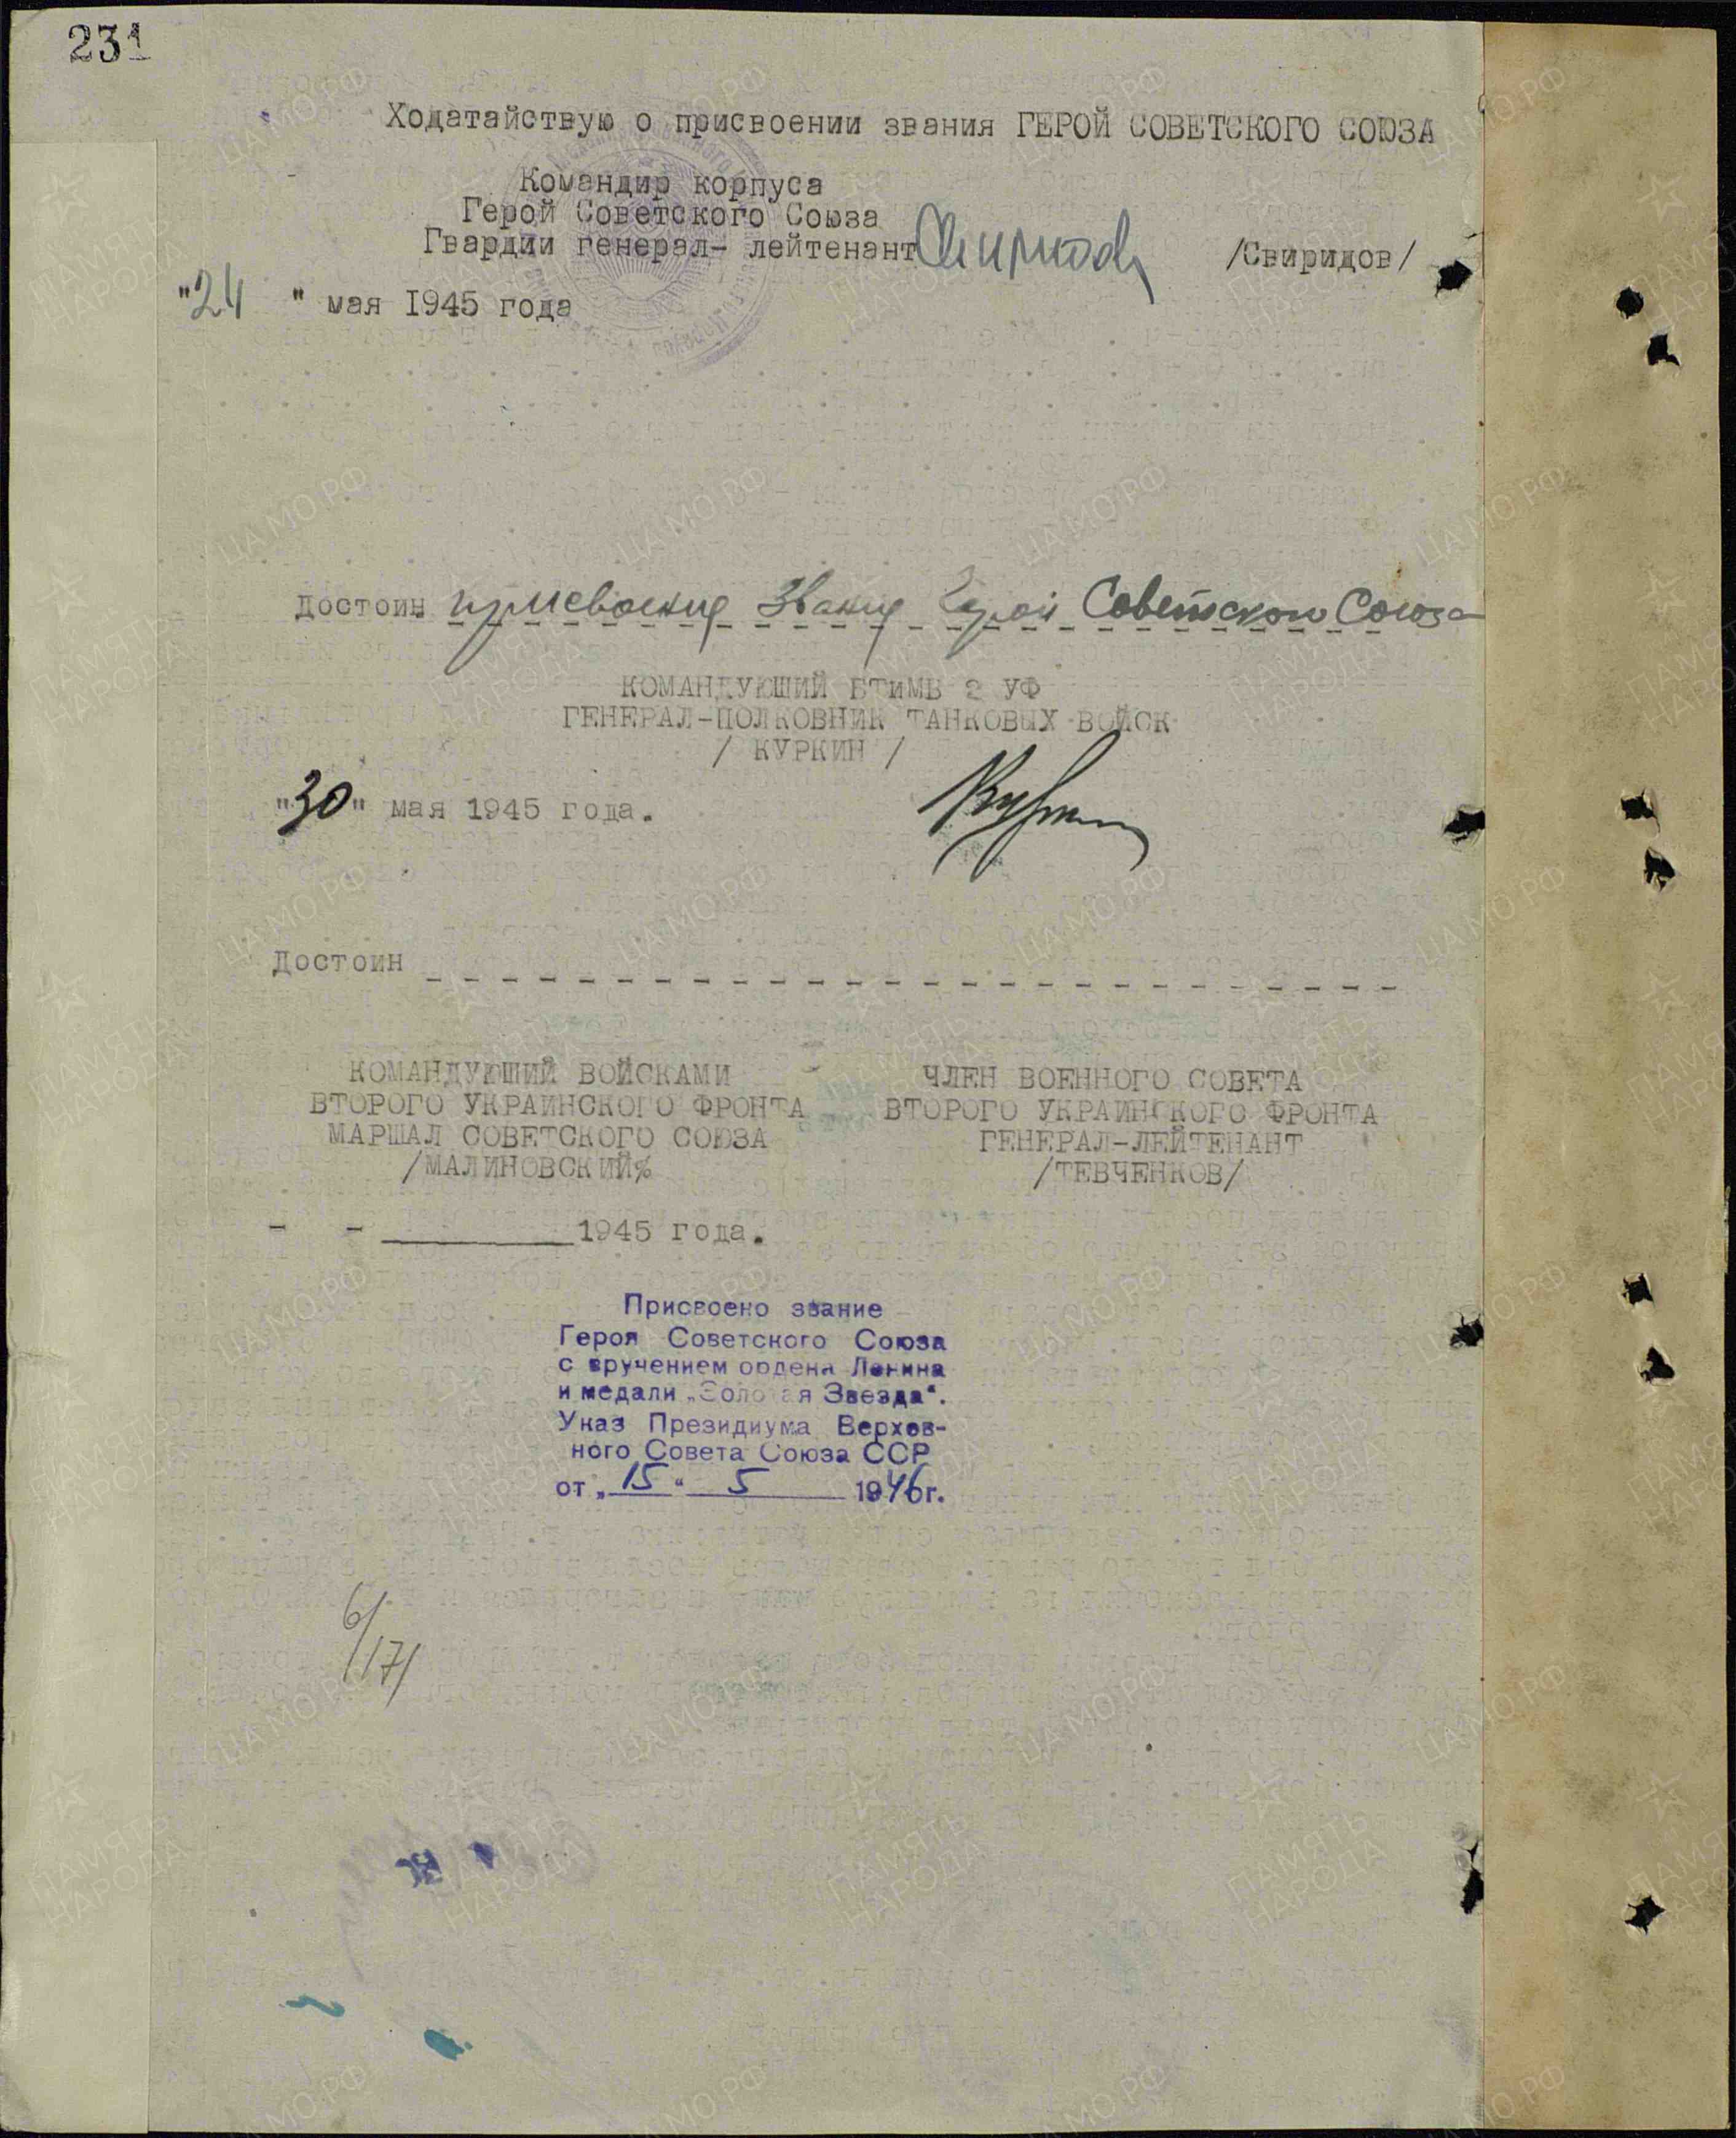 231
Ходатайствую о присвоении звания ГЕРОЙ СОВЕТСКОГО СОЮЗА
Командир корпуса
Герой Советского Союза
Гвардии генерал- лейтенант /Свиридов/
"24 " мая 1945 года
Достоин присвоения звания Герой Советского Союза
КОМАНДУЮЩИЙ БТиМВ 2 УФ
ГЕНЕРАЛ-ПОЛКОВНИК ТАНКОВЫХ ВОЙСК
/ КУРКИН /
"30" мая 1945 года.
Достоин
КОМАНДУЮЩИЙ ВОЙСКАМИ
ВТОРОГО УКРАИНСКОГО ФРОНТА
МАРШАЛ СОВЕТСКОГО СОЮЗА
/МАЛИНОВСКИЙ%
ЧЛЕН ВОЕННОГО СОВЕТА
ВТОРОГО УКРАИНСКОГО ФРОНТА
ГЕНЕРАЛ-ЛЕЙТЕНАНТ
/ТЕВЧЕНКОВ/
- - __________1945 года.
Присвоено звание
Героя Советского Союза
с вручением ордена Ленина
и медали „Золотая Звезда“.
Указ Президиума Верхов-
ного Совета Союза ССР
от „15“ 5 1946г.
6/171